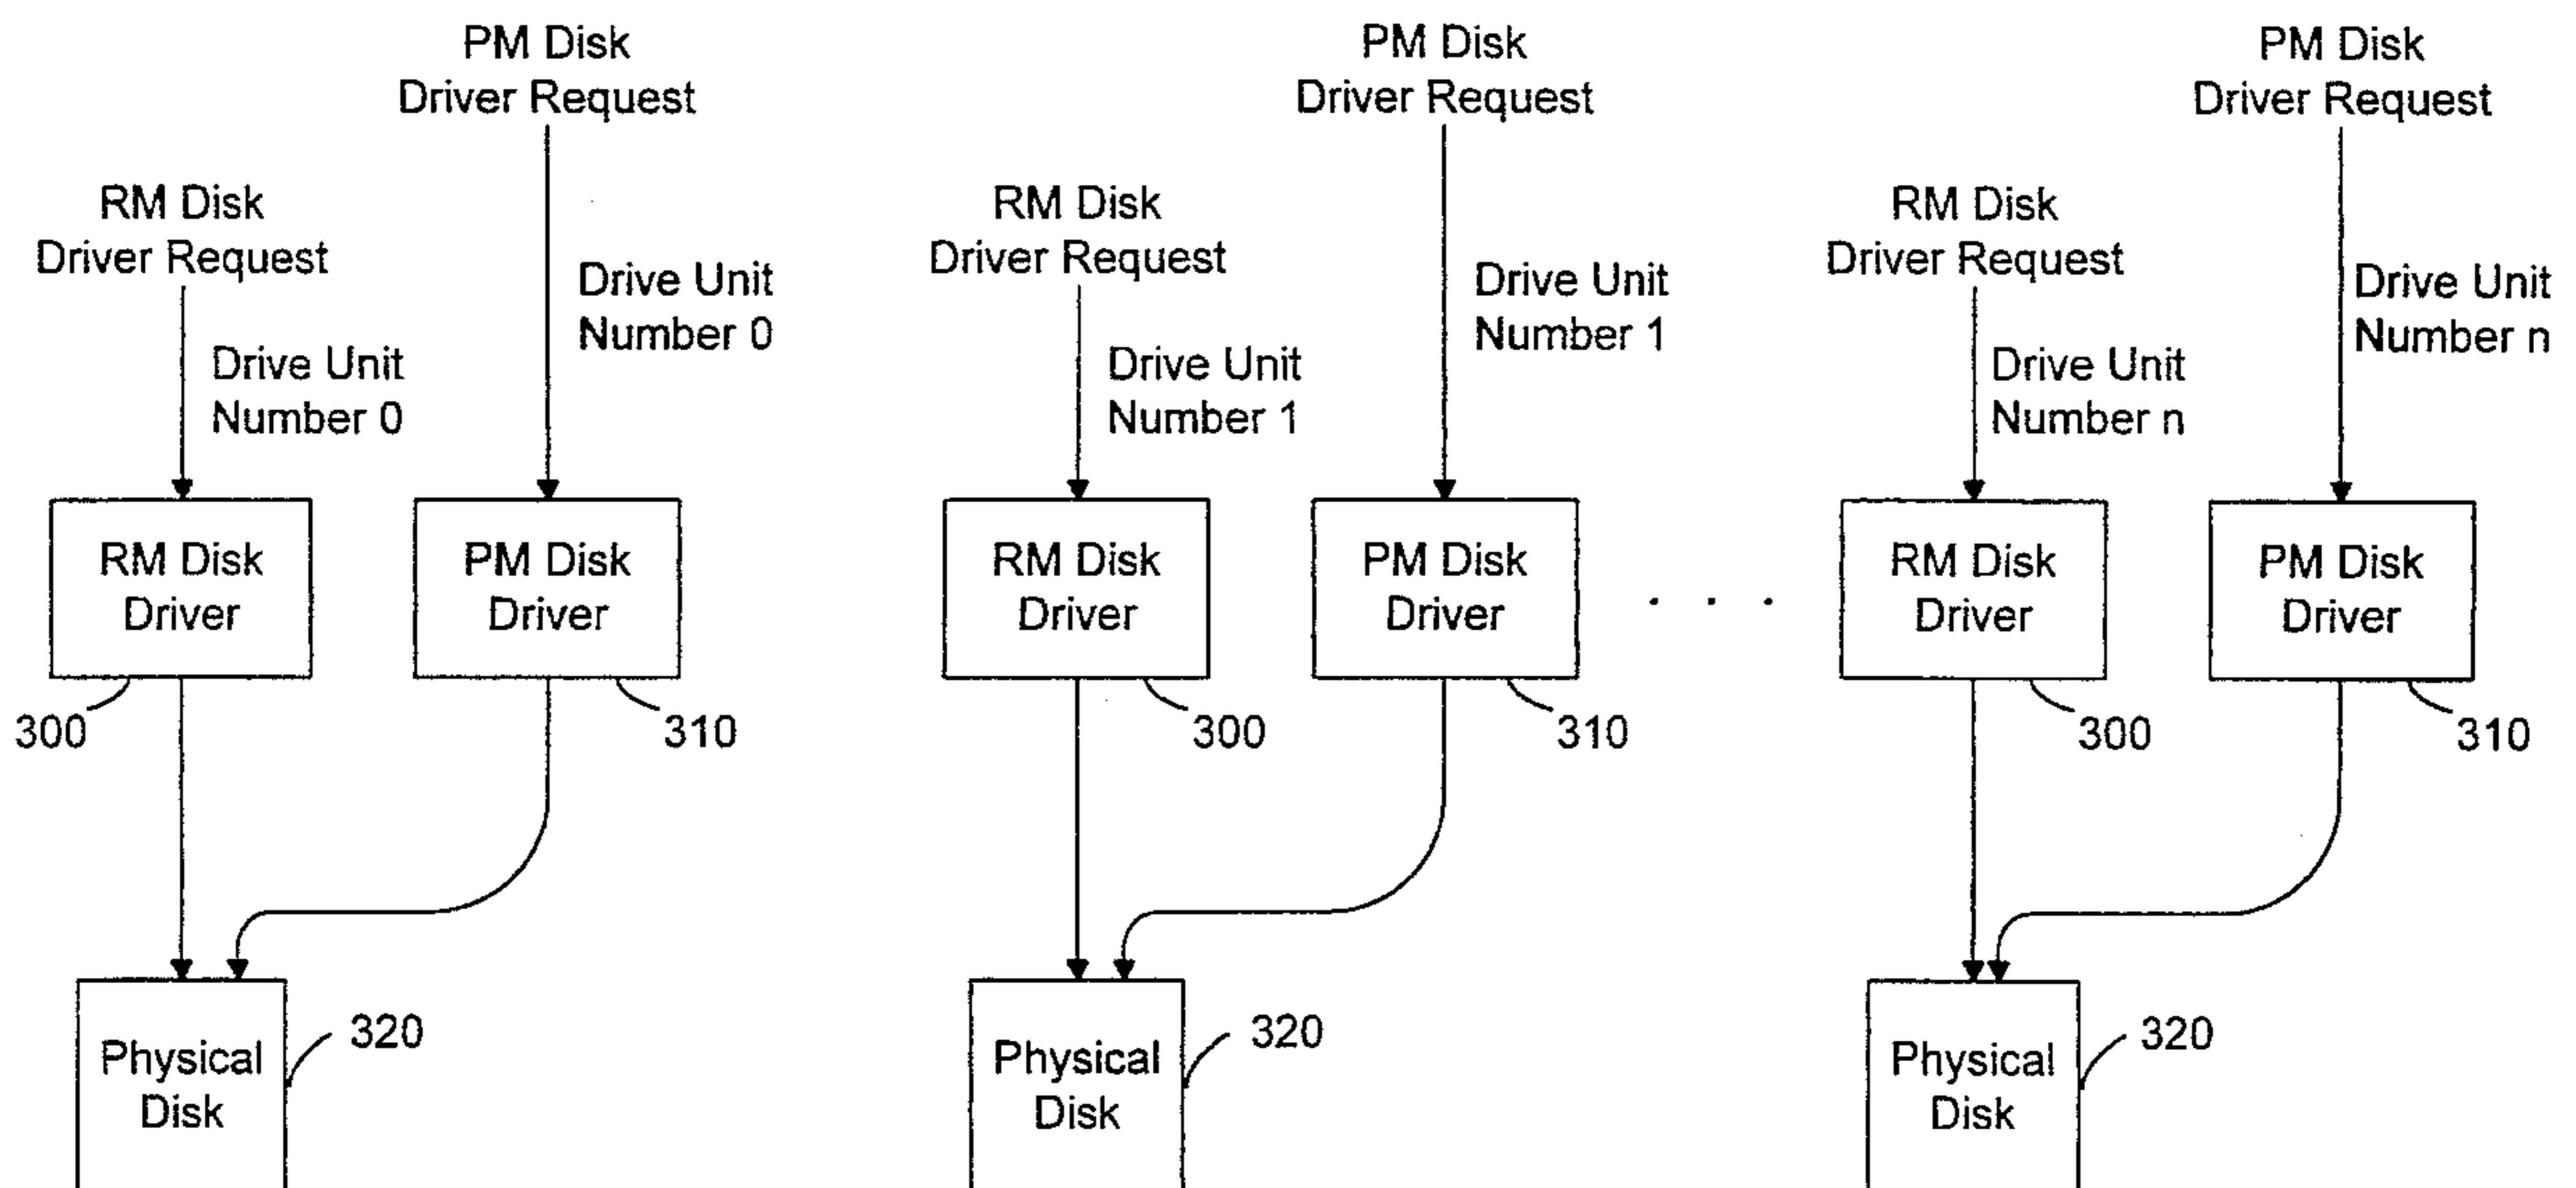 PM Disk
Driver Request
PM Disk
Driver Request
PM Disk
Driver Request
RM Disk
Driver Request
RM Disk
Driver Request
RM Disk
Driver Request
Drive Unit
Number 0
Drive Unit
Number 1
Drive Unit
Number n
Drive Unit
Number 0
Drive Unit
Number 1
Drive Unit
Number n
RM Disk
Driver
PM Disk
Driver
RM Disk
Driver
PM Disk
Driver
. . .
RM Disk
Driver
PM Disk
Driver
300
310
300
310
300
310
Physical
Disk
320
Physical
Disk
320
Physical
Disk
320